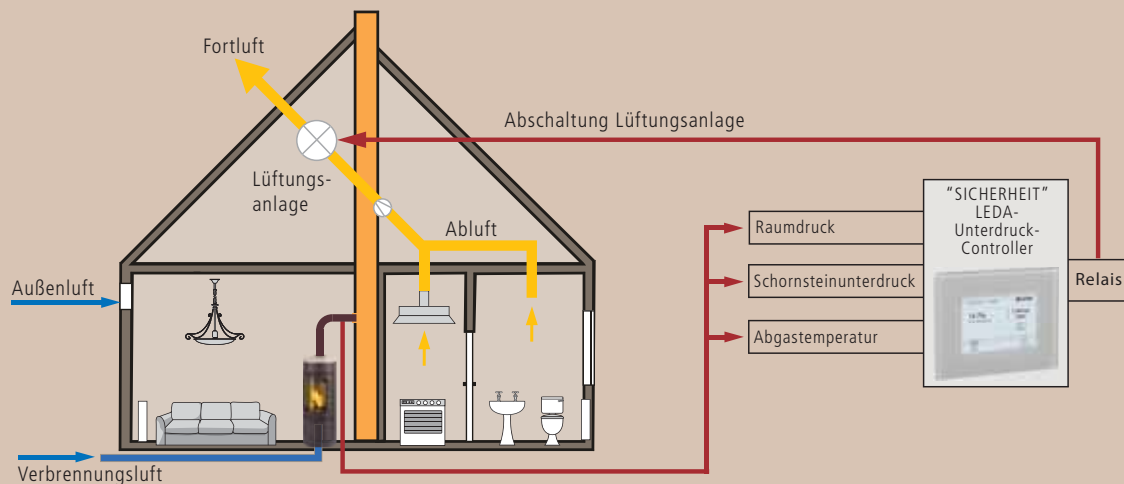 Fortluft
Abschaltung Lüftungsanlage
Lüftungs-
anlage
Abluft
Außenluft
Verbrennungsluft
Raumdruck
Schornsteinunterdruck
Abgastemperatur
"SICHERHEIT"
LEDA-
Unterdruck-
Controller
Relais